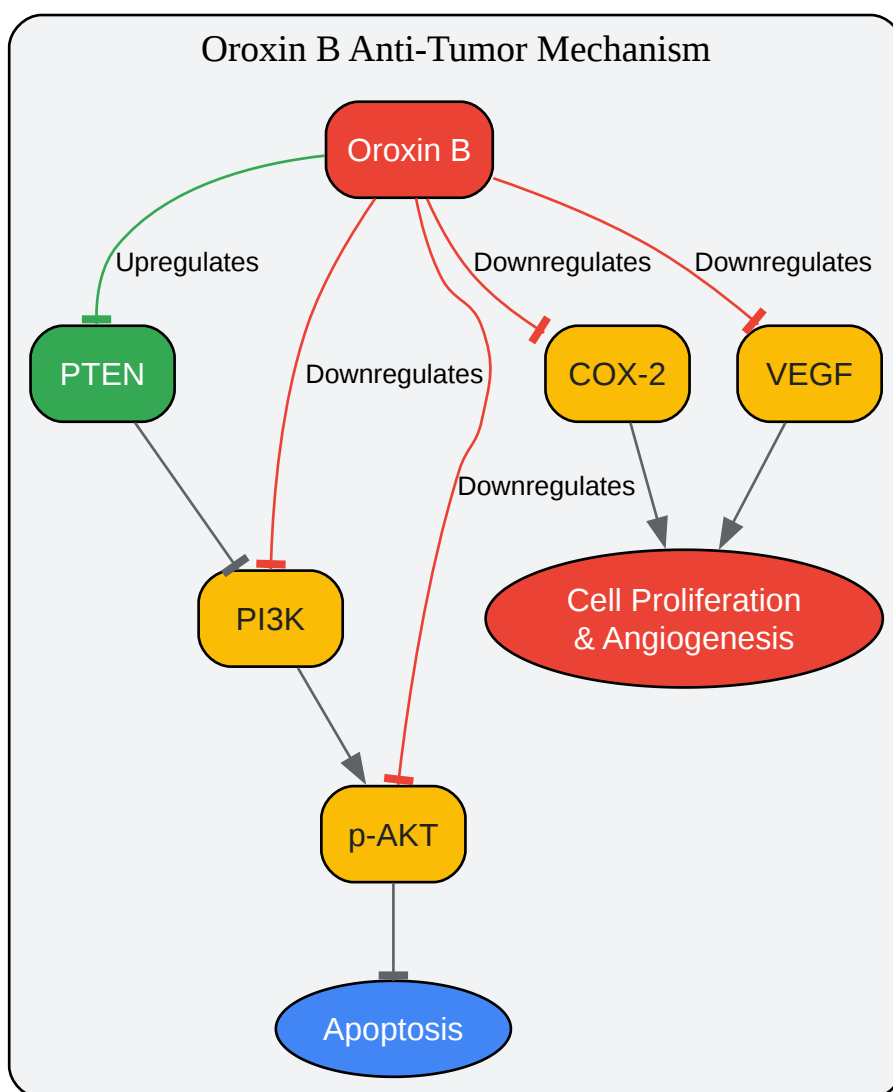 Oroxin B Anti-Tumor Mechanism
Oroxin B
Upregulates
Downregulates
Downregulates
PTEN
Downregulates
COX-2
VEGF
Downregulates
PI3K
Cell Proliferation
& Angiogenesis
p-AKT
Apoptosis